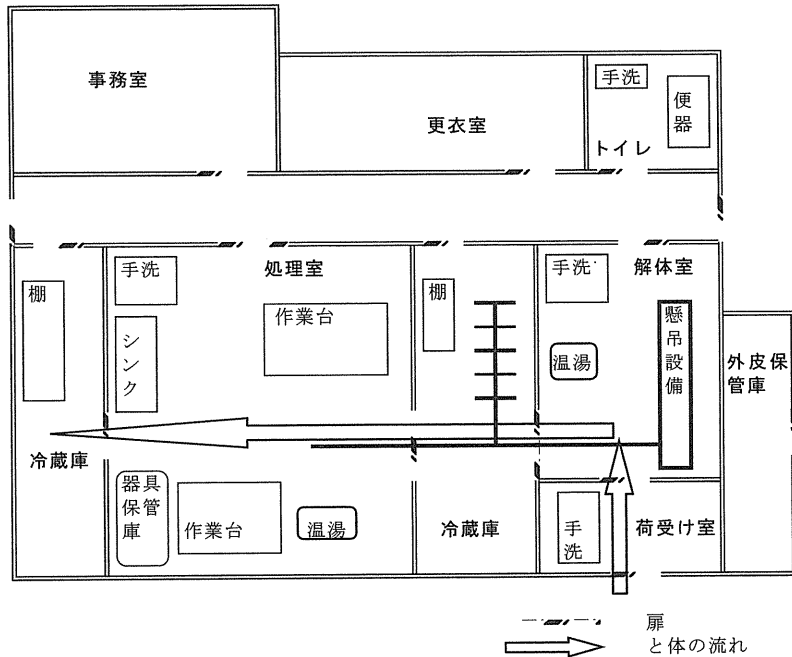 事務室
更衣室
手洗
便器
トイレ
手洗
処理室
棚
作業台
シンク
棚
手洗
解体室
懸吊設備
温湯
外皮保
管庫
冷蔵庫
器具
保管
庫
作業台
温湯
冷蔵庫
手洗
荷受け室
扉
と体の流れ